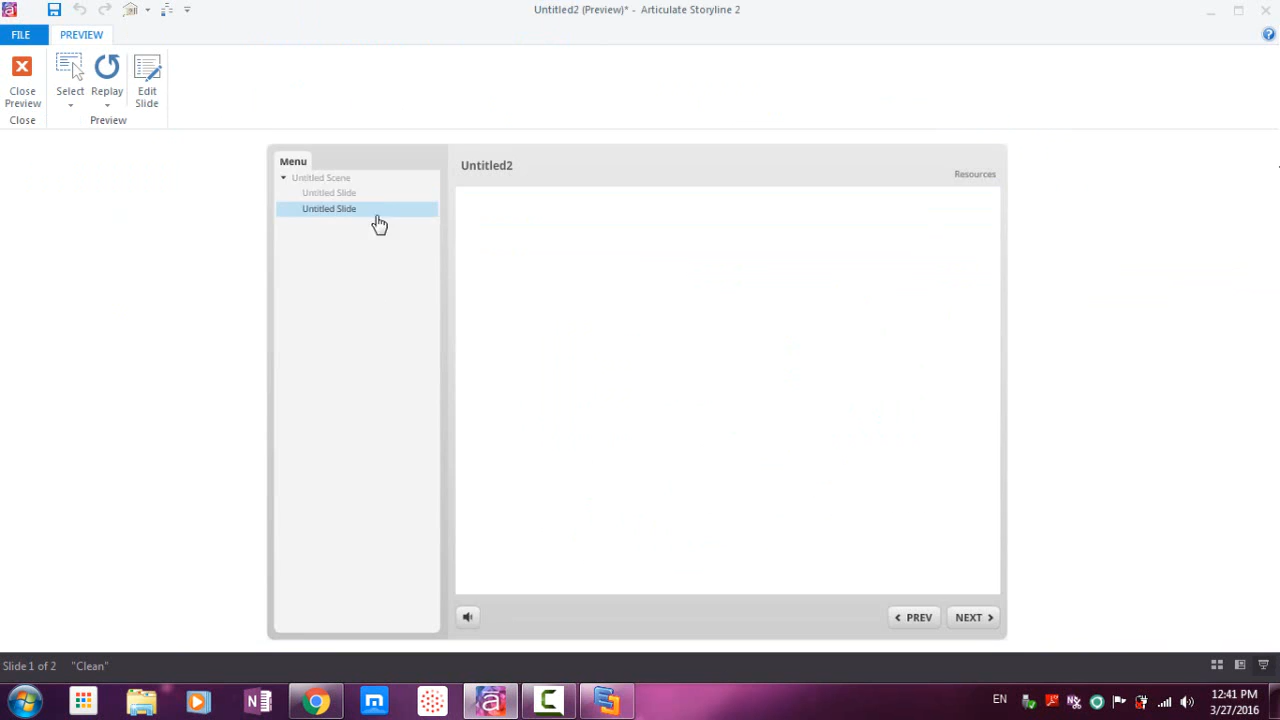 Untitled2 (Preview)* - Articulate Storyline 2
FILE
PREVIEW
Close Preview
Select
Replay
Edit Slide
Close
Preview
Menu
Untitled Scene
Untitled Slide
Untitled Slide
Untitled2
Resources
PREV
NEXT
Slide 1 of 2
"Clean"
EN
12:41 PM
3/27/2016